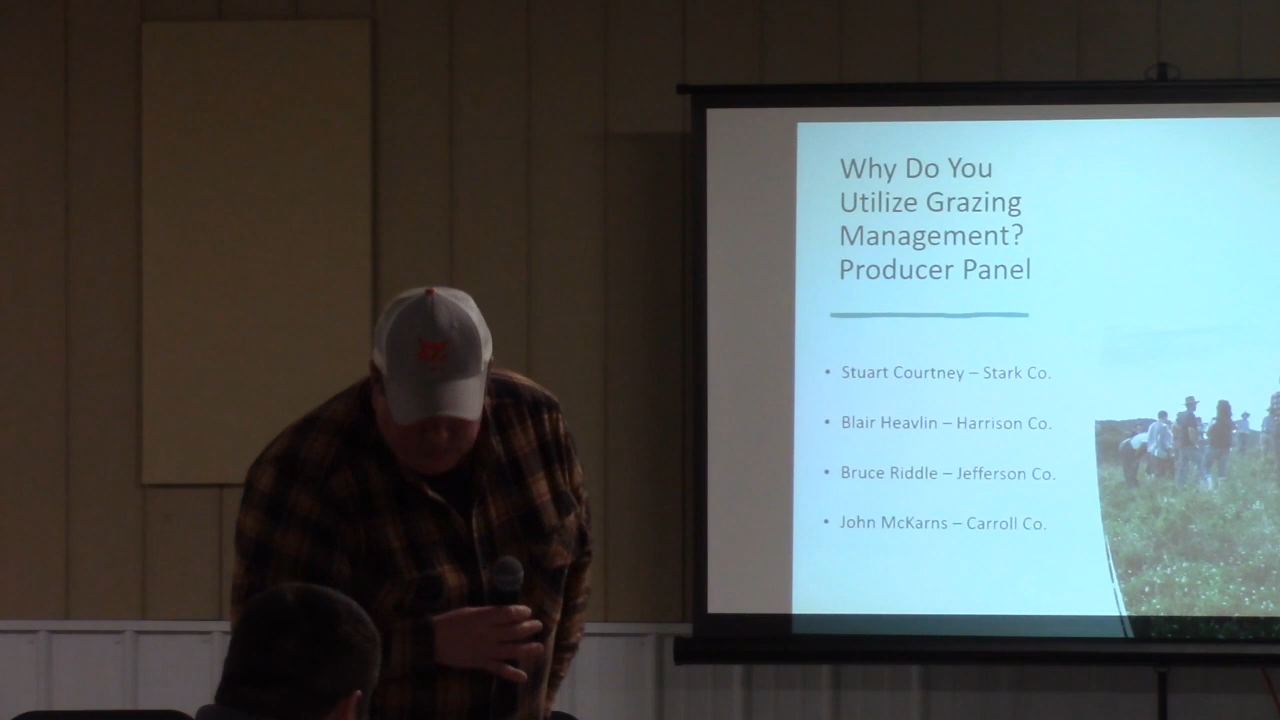 Why Do You
Utilize Grazing
Management?
Producer Panel
• Stuart Courtney – Stark Co.
• Blair Heavlin – Harrison Co.
• Bruce Riddle – Jefferson Co.
• John McKarns – Carroll Co.